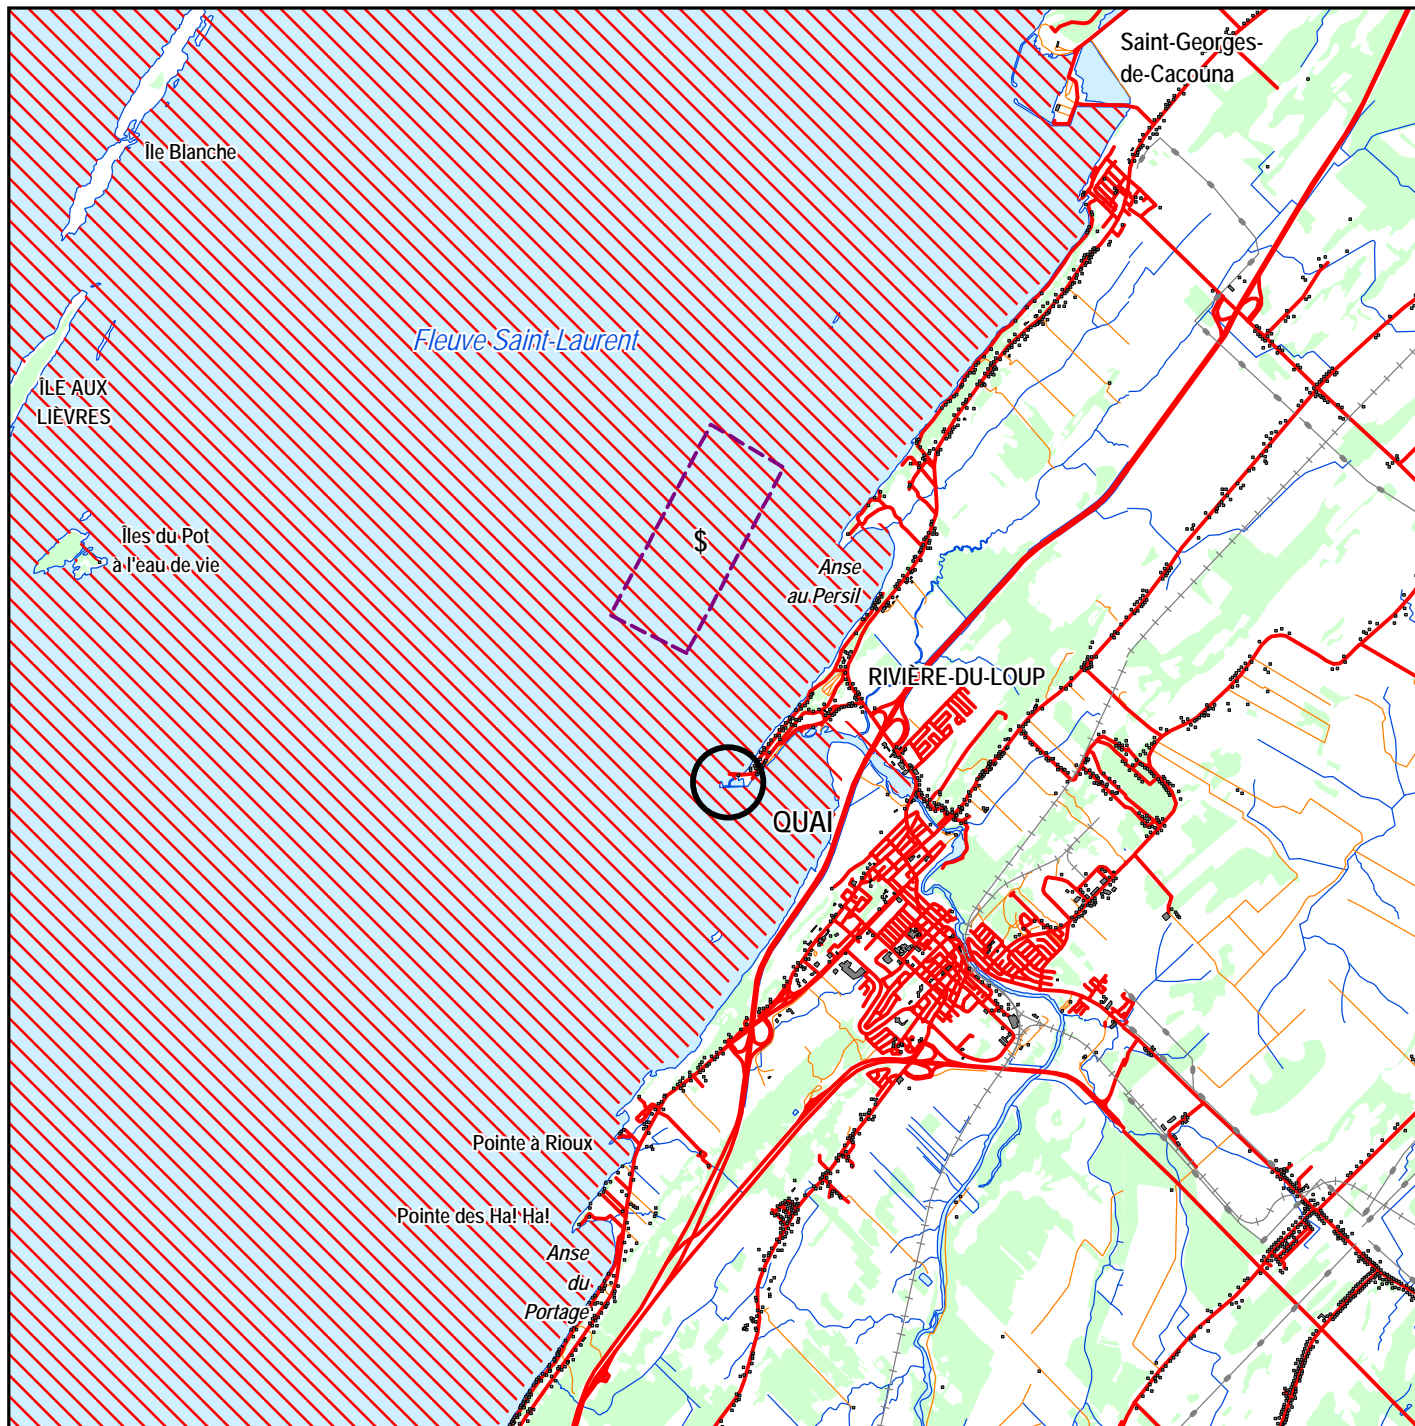 Saint-Georges-
de-Cacouna
Île Blanche
Fleuve Saint-Laurent
ÎLE AUX
LIÈVRES
Îles du Pot
à l'eau de vie
$
Anse
au Persil
RIVIÈRE-DU-LOUP
QUAI
Pointe à Rioux
Pointe des Ha! Ha!
Anse
du
Portage